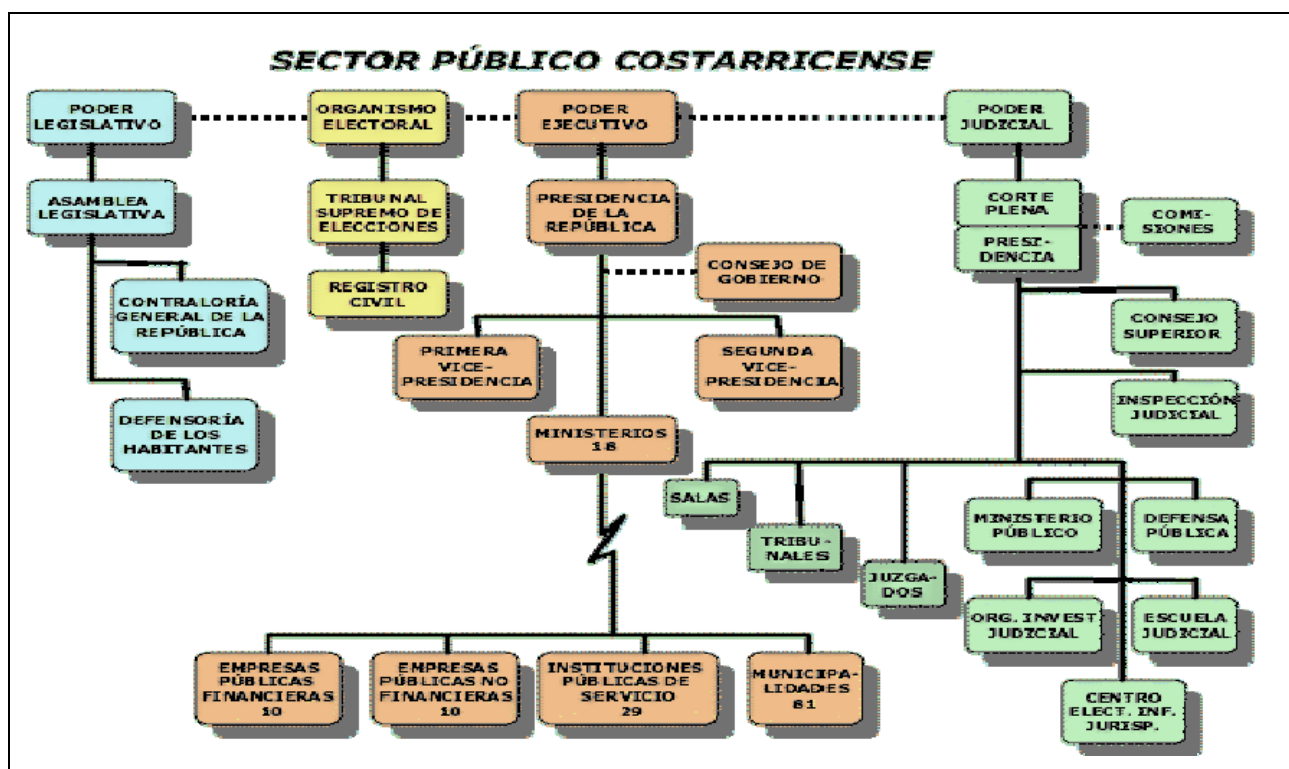 SECTOR PÚBLICO COSTARRICENSE
PODER
LEGISLATIVO
ORGANISMO
ELECTORAL
PODER
EJECUTIVO
PODER
JUDICIAL
ASAMBLEA
LEGISLATIVA
TRIBUNAL
SUPREMO DE
ELECCIONES
PRESIDENCIA
DE LA
REPÚBLICA
CORTE
PLENA
PRESI-
DENCIA
COMI-
SIONES
CONTRALORÍA
GENERAL DE LA
REPÚBLICA
REGISTRO
CIVIL
CONSEJO DE
GOBIERNO
CONSEJO
SUPERIOR
PRIMERA
VICE-
PRESIDENCIA
SEGUNDA
VICE-
PRESIDENCIA
DEFENSORÍA
DE LOS
HABITANTES
MINISTERIOS
18
INSPECCIÓN
JUDICIAL
SALAS
TRIBU-
NALES
JUZGA-
DOS
MINISTERIO
PÚBLICO
DEFENSA
PÚBLICA
ORG. INVEST
JUDICIAL
ESCUELA
JUDICIAL
EMPRESAS
PÚBLICAS
FINANCIERAS
10
EMPRESAS
PÚBLICAS NO
FINANCIERAS
10
INSTITUCIONES
PÚBLICAS DE
SERVICIO
29
MUNICIPA-
LIDADES
81
CENTRO
ELECT. INF.
JURISP.